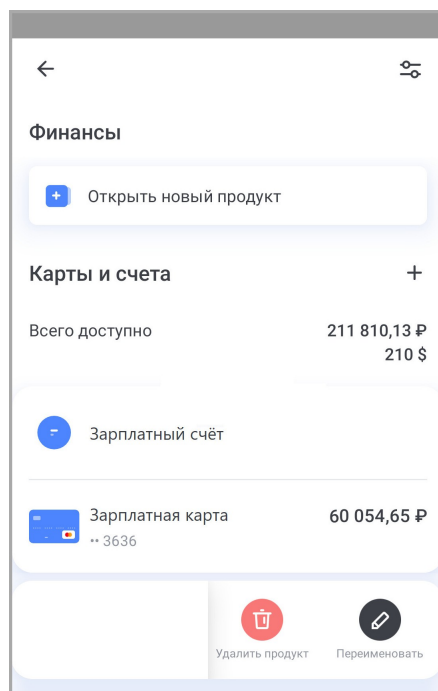 Финансы
Открыть новый продукт
Карты и счета
Всего доступно 211 810,13 ₽
210 $
Зарплатный счёт
Зарплатная карта 60 054,65 ₽
•• 3636
Удалить продукт Переименовать